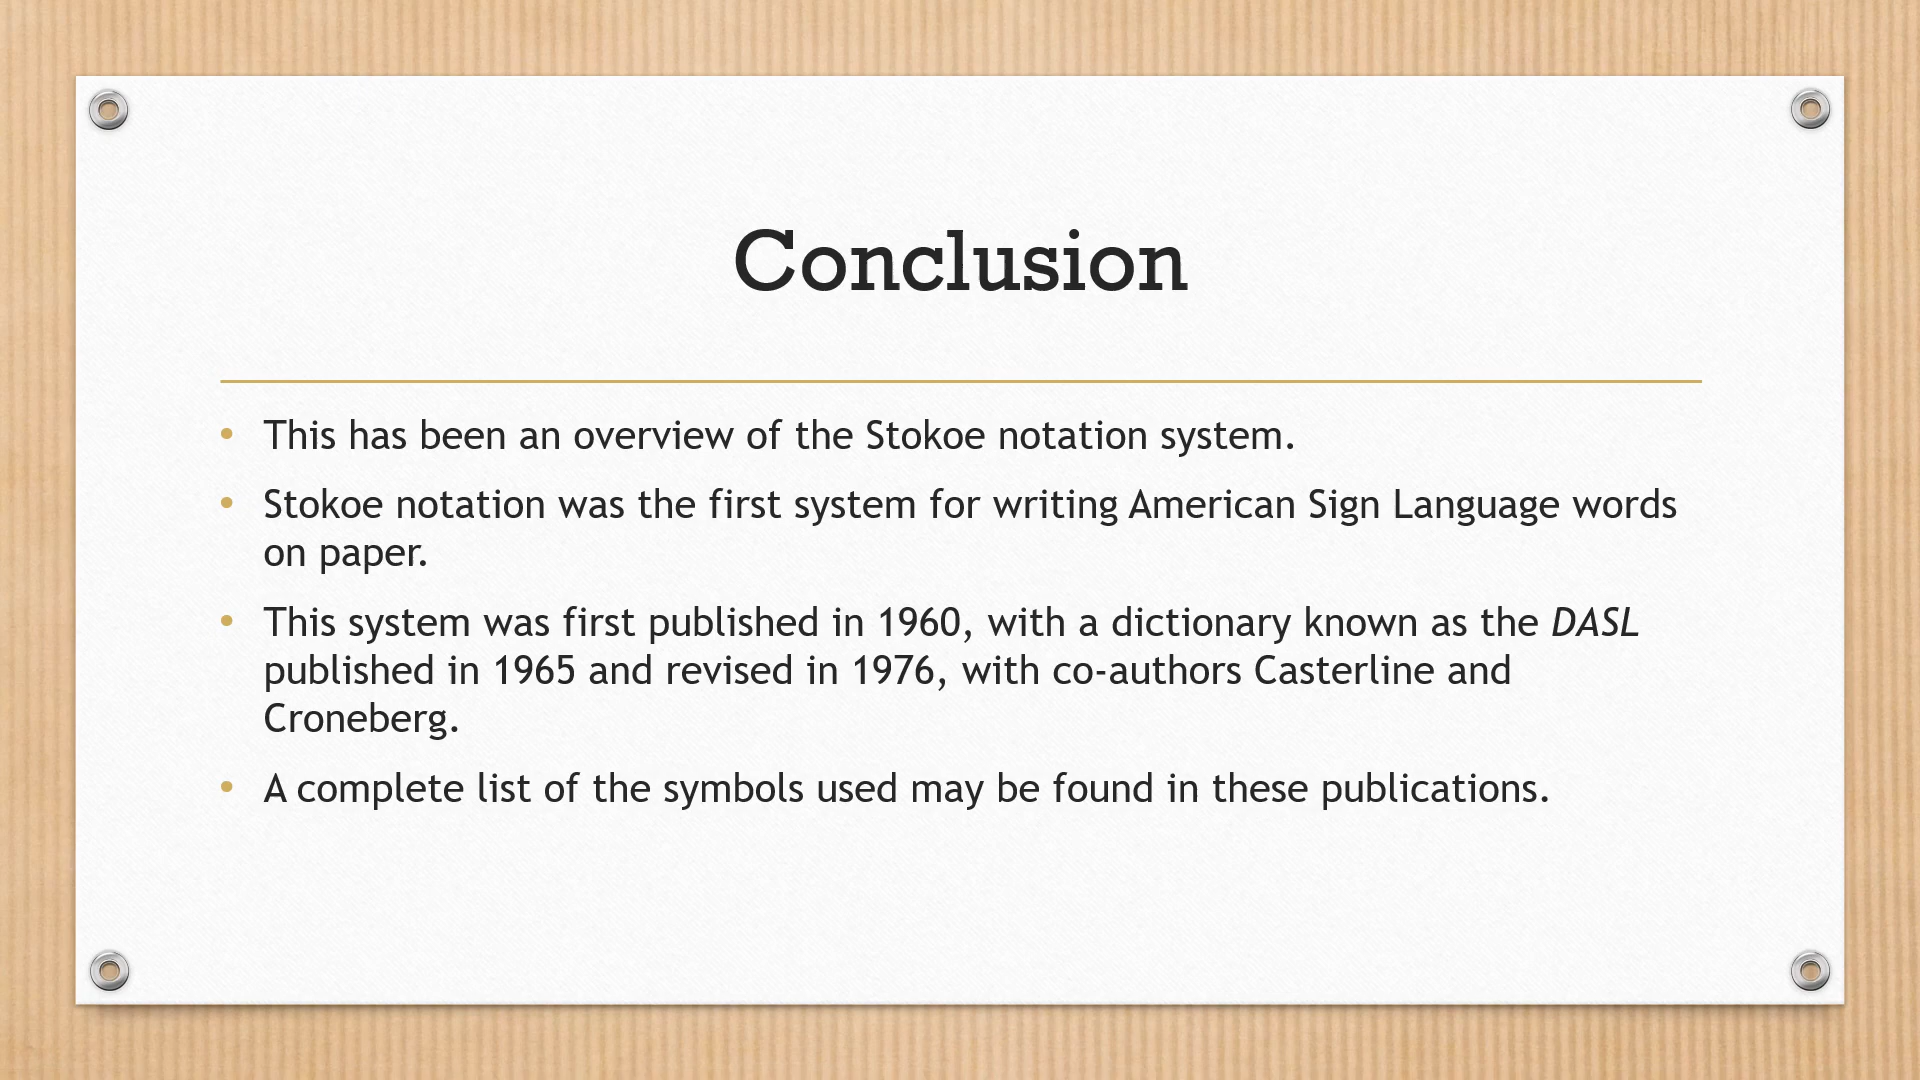 Conclusion
• This has been an overview of the Stokoe notation system.
• Stokoe notation was the first system for writing American Sign Language words
on paper.
• This system was first published in 1960, with a dictionary known as the DASL
published in 1965 and revised in 1976, with co-authors Casterline and
Croneberg.
• A complete list of the symbols used may be found in these publications.